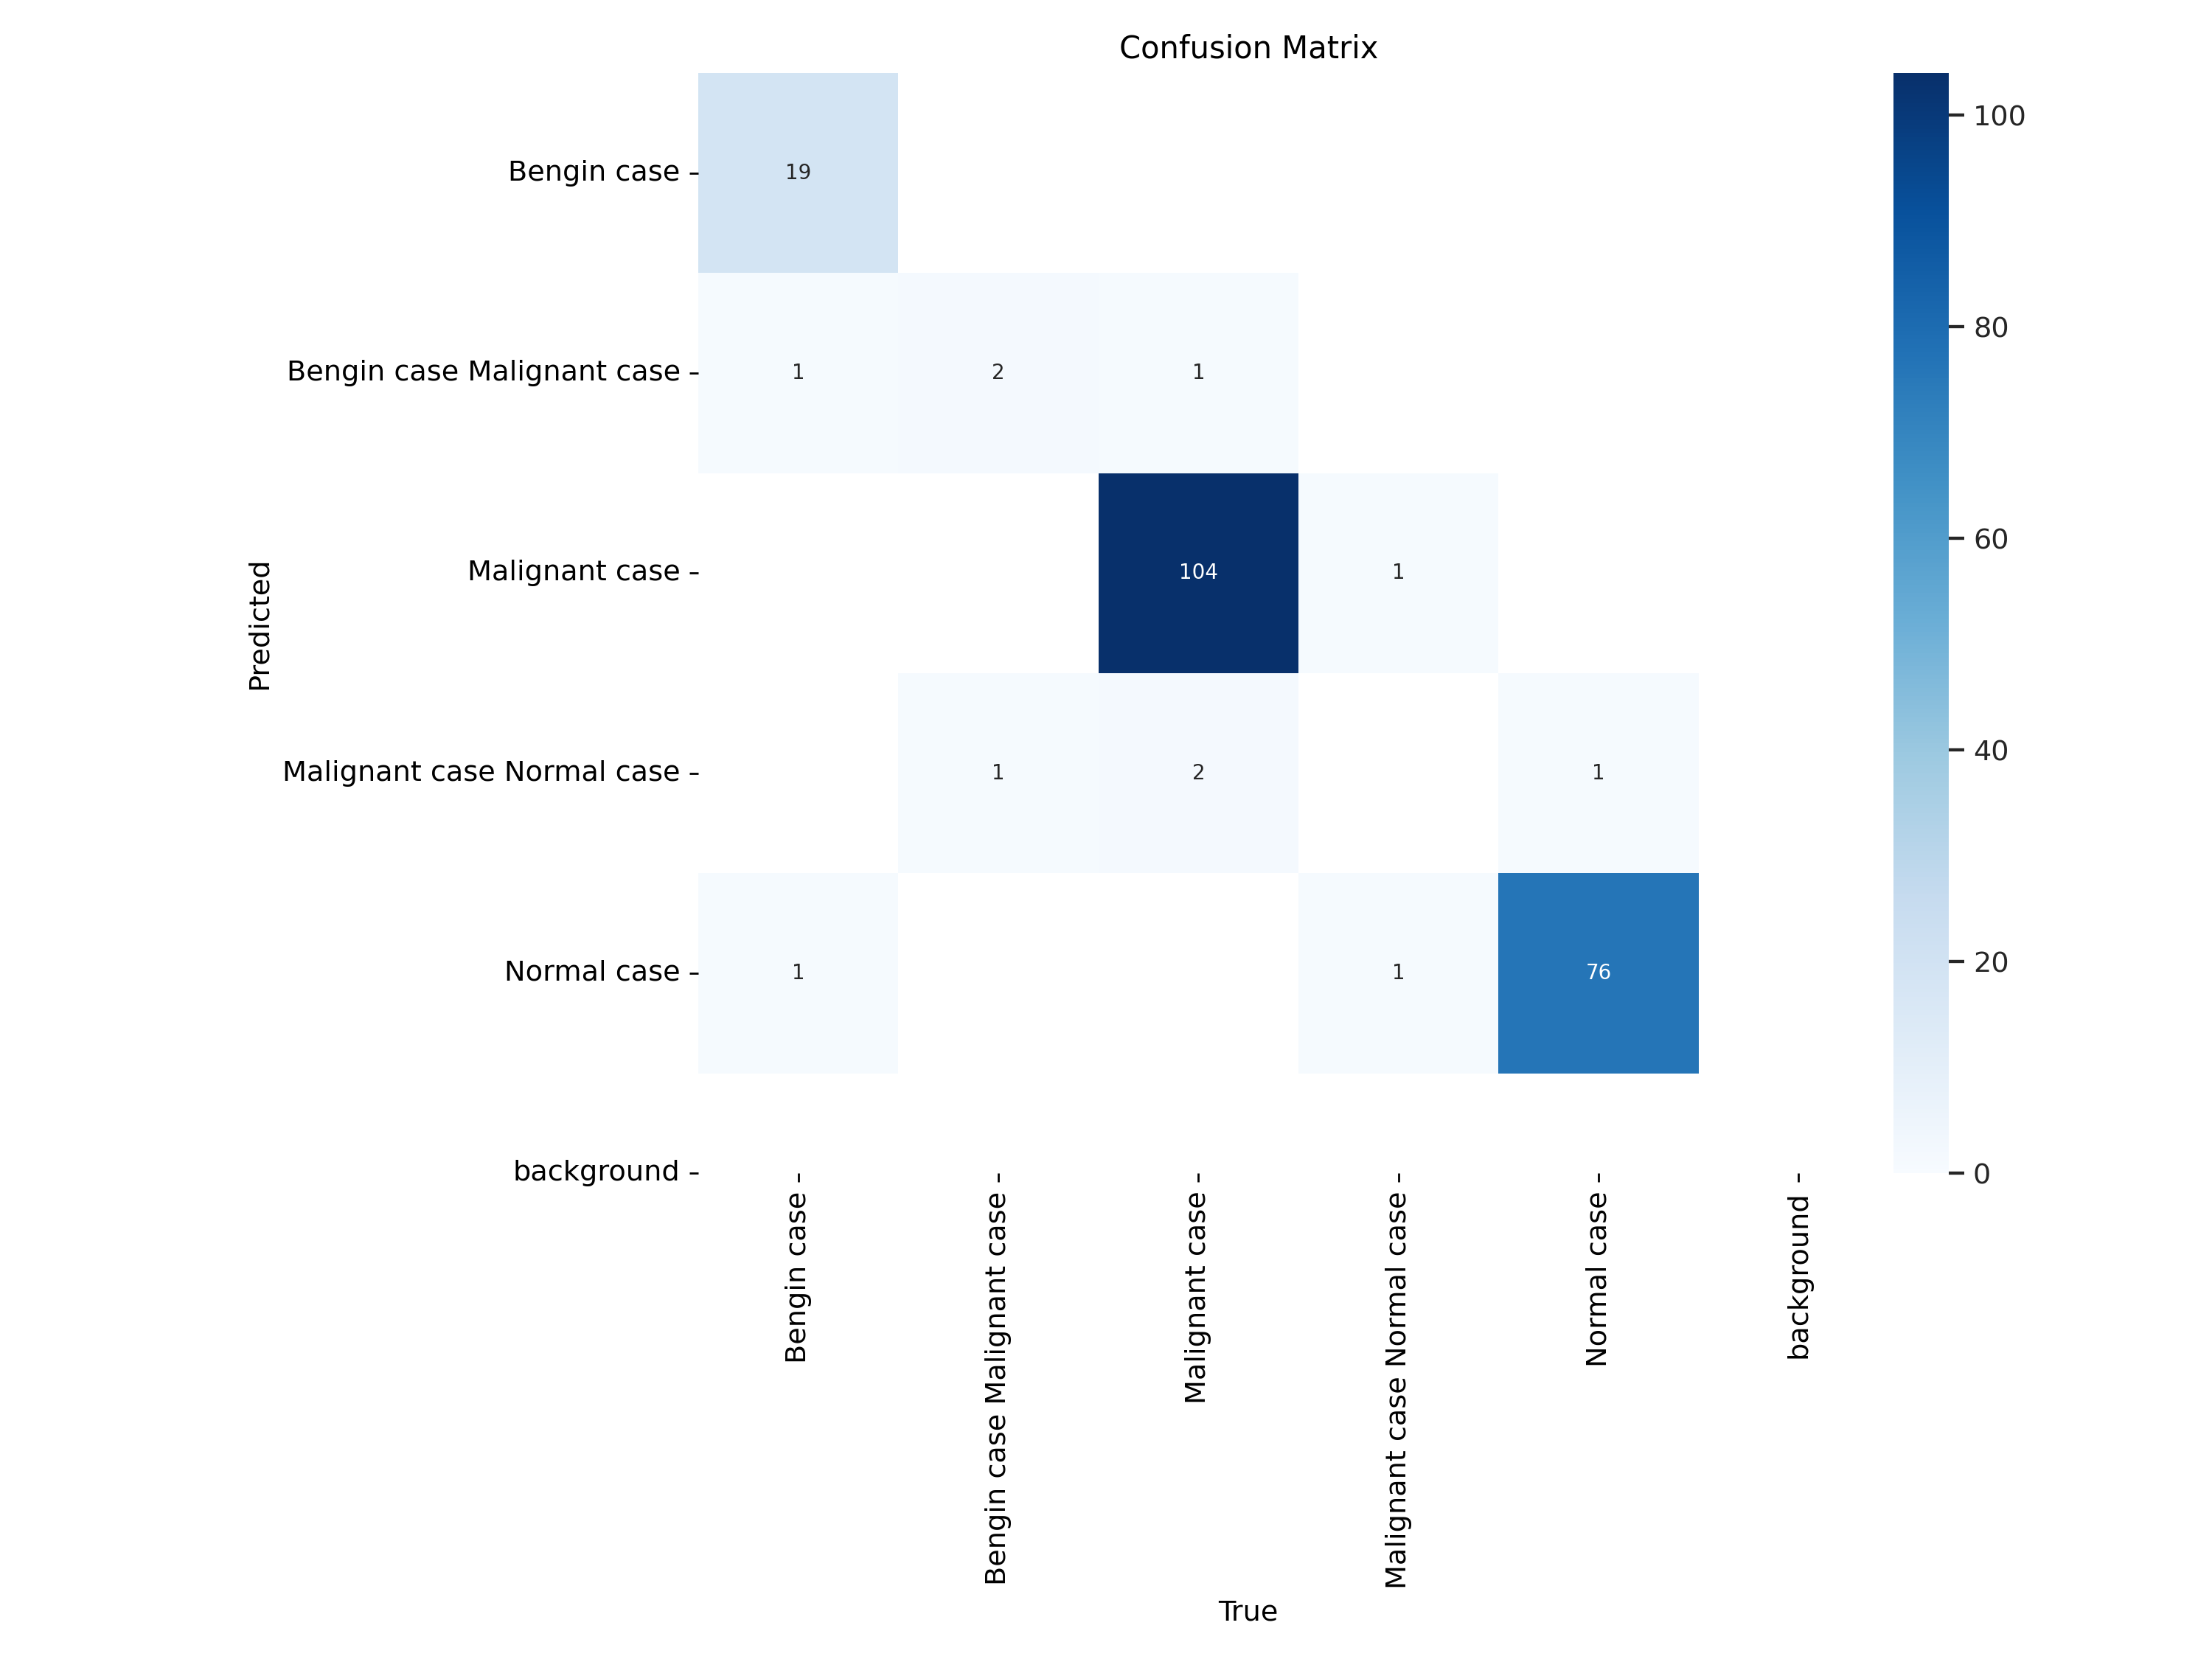 Confusion Matrix
Predicted
Bengin case
19
Bengin case Malignant case
1 2 1
Malignant case
104 1
Malignant case Normal case
1 2 1
Normal case
1 1 76
background
Bengin case
Bengin case Malignant case
Malignant case
Malignant case Normal case
Normal case
background
True
100
80
60
40
20
0